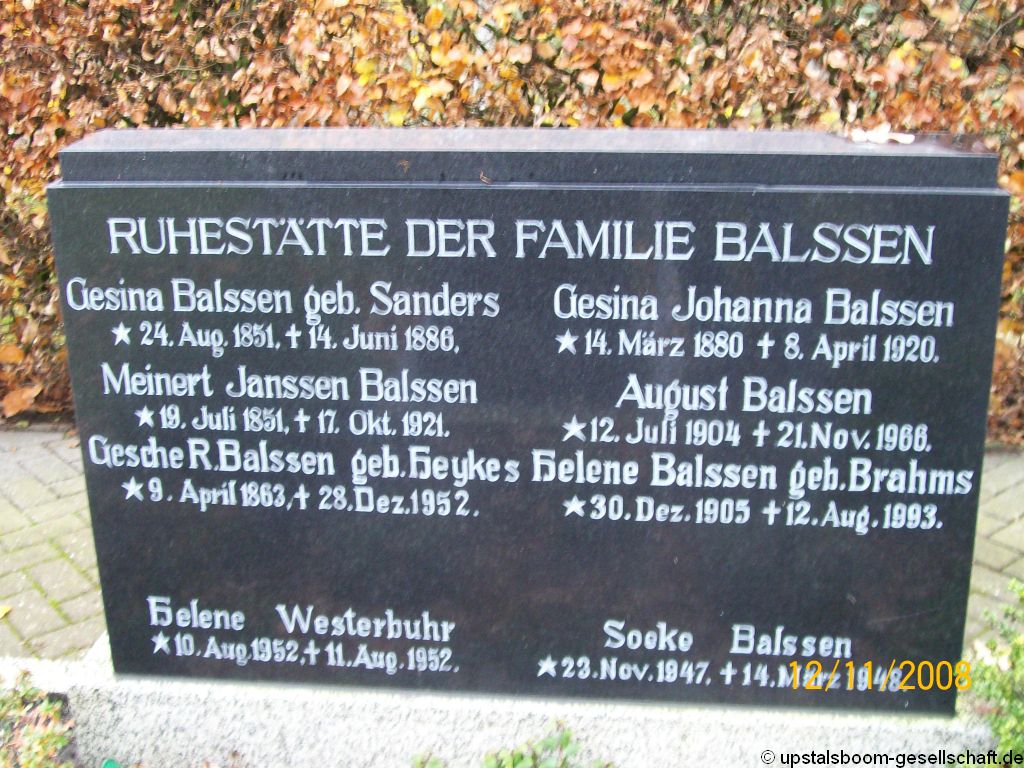 RUHESTÄTTE DER FAMILIE BALSSEN
Gesina Balssen geb. Sanders
★ 24. Aug. 1851, † 14. Juni 1886.
Meinert Janssen Balssen
★ 19. Juli 1851, † 17. Okt. 1921.
Gesche R. Balssen geb. Heykes
★ 9. April 1863, † 28. Dez. 1952.
Helene Westerbuhr
★ 10. Aug. 1952, † 11. Aug. 1952.
Gesina Johanna Balssen
★ 14. März 1880 † 8. April 1920.
August Balssen
★ 12. Juli 1904 † 21. Nov. 1966.
Helene Balssen geb. Brahms
★ 30. Dez. 1905 † 12. Aug. 1993.
Soeke Balssen
★ 23. Nov. 1947, † 14. März 1948.
12/11/2008
© upstalsboom-gesellschaft.de